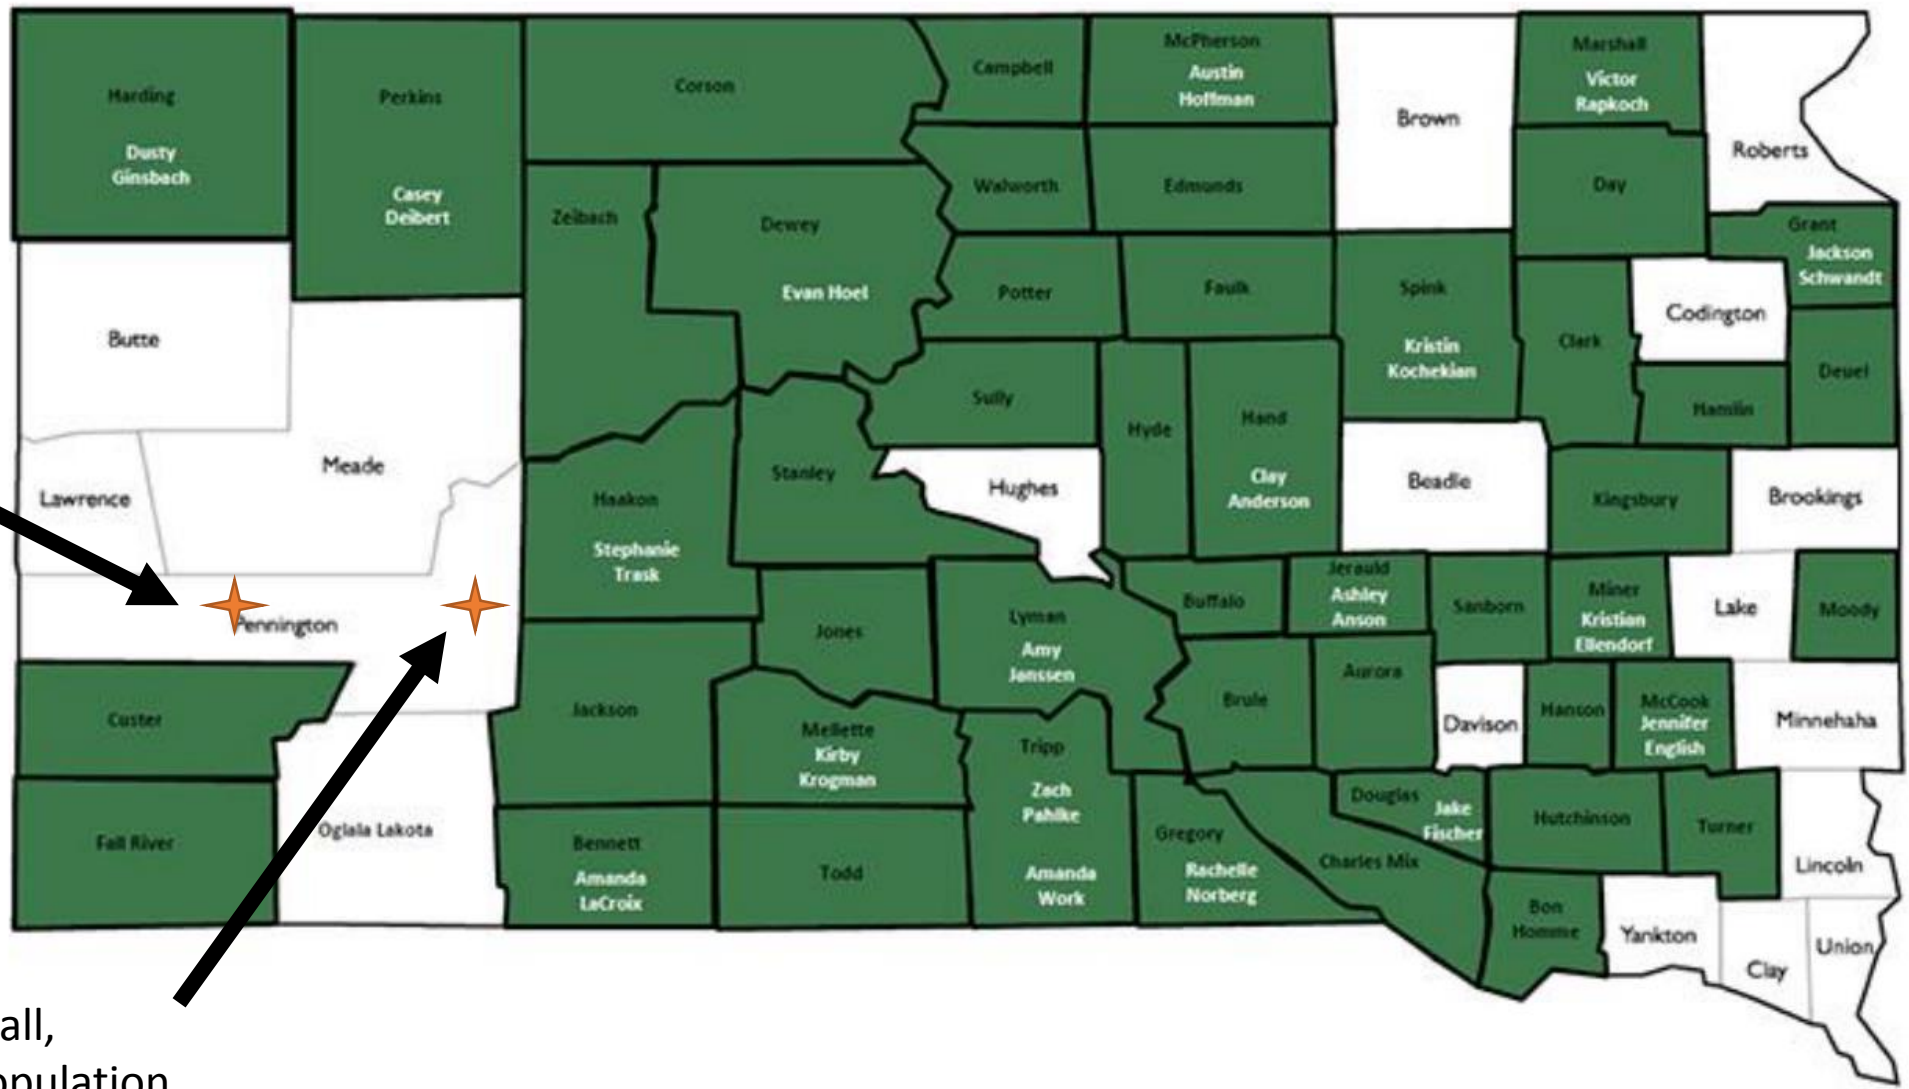 Harding
Dusty
Ginsbach
Perkins
Casey
Deibert
Corson
Campbell
McPherson
Austin
Hoffman
Brown
Marshall
Victor
Rapkoch
Roberts
Zeibach
Dewey
Evan Hoel
Walworth
Edmunds
Day
Grant
Jackson
Schwandt
Butte
Potter
Faulk
Spink
Kristin
Kochekian
Clark
Codington
Deuel
Hamlin
Meade
Lawrence
Sully
Hyde
Hand
Clay
Anderson
Haakon
Stephanie
Trask
Stanley
Hughes
Beadle
Kingsbury
Brookings
Pennington
Jones
Lyman
Amy
Janssen
Buffalo
Jerauld
Ashley
Anson
Sanborn
Miner
Kristian
Ellendorf
Lake
Moody
Custer
Jackson
Mellette
Kirby
Krogman
Tripp
Zach
Pahlke
Amanda
Work
Brule
Aurora
Davison
Hanson
McCook
Jennifer
English
Minnehaha
Fall River
Oglala Lakota
Bennett
Amanda
LaCroix
Todd
Gregory
Rachelle
Norberg
Douglas
Jake
Fischer
Charles Mix
Hutchinson
Turner
Lincoln
Bon
Homme
Yankton
Clay
Union
all,
opulation